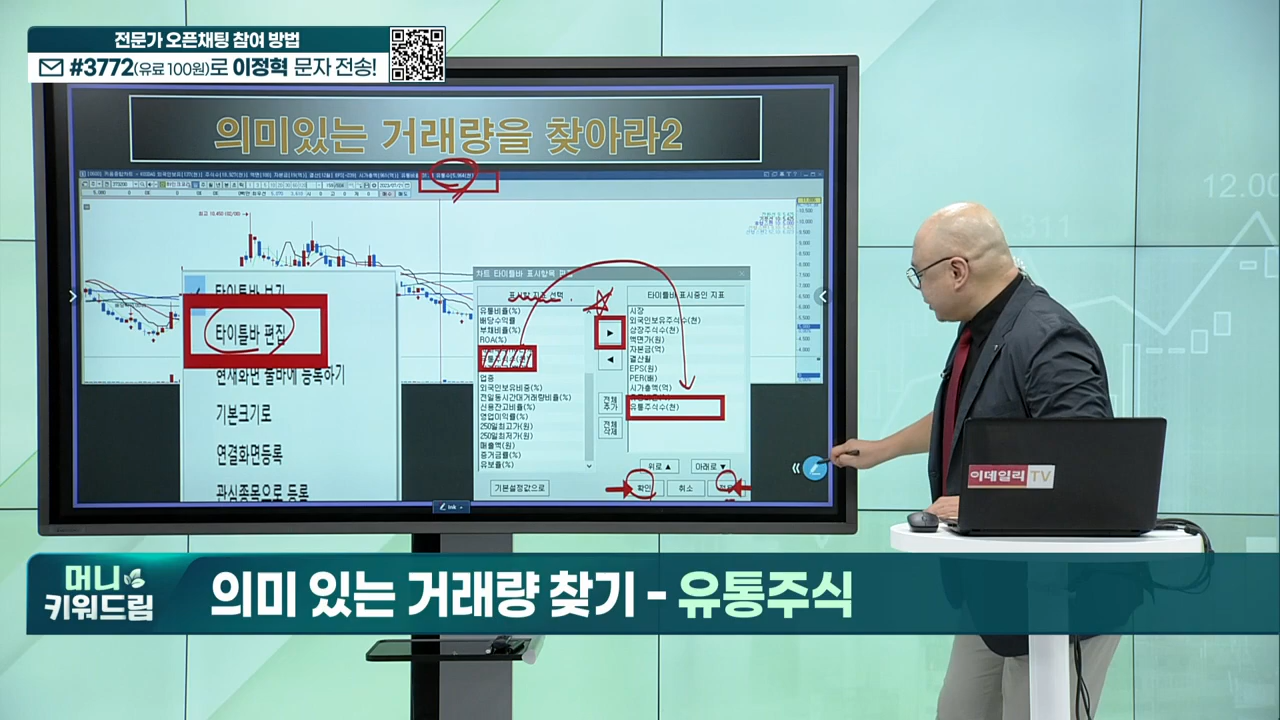 전문가 오픈채팅 참여 방법
#3772(유료 100원)로 이정혁 문자 전송!
의미있는 거래량을 찾아라2
타이틀바 보기
타이틀바 편집
연재화면 툴바에 등록하기
기본크기로
연결화면등록
관심종목으로 등록
차트 타이틀바 표시항목
표시할 지표 선택
유통비율(%)
배당수익률
부채비율(%)
ROA(%)
업종
외국인보유비중(%)
전일동시간대거래량비율(%)
신용잔고비율(%)
영업이익률(%)
250일최고가(원)
250일최저가(원)
매출액(원)
증거금률(%)
유보율(%)
기본설정값으로
▶
◀
전체
추가
전체
삭제
타이틀바 표시중인 지표
시장
외국인보유주식수(천)
상장주식수(천)
액면가(원)
자본금(억)
결산월
EPS(원)
PER(배)
시가총액(억)
유통주식수(천)
위로 ▲
아래로 ▼
확인
취소
Ink
이데일리 TV
12.00
머니
키워드림
의미 있는 거래량 찾기 - 유통주식